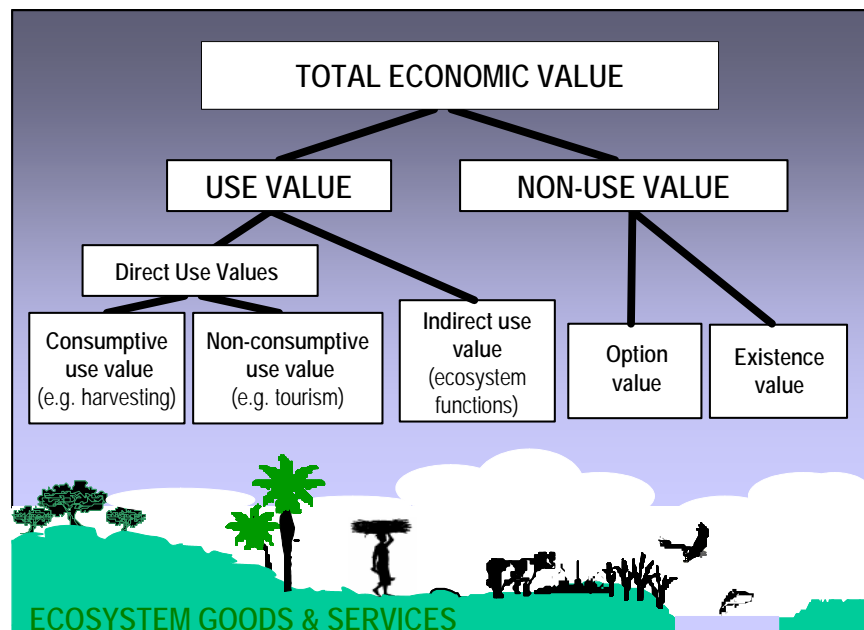 TOTAL ECONOMIC VALUE
USE VALUE
NON-USE VALUE
Direct Use Values
Consumptive
use value
(e.g. harvesting)
Non-consumptive
use value
(e.g. tourism)
Indirect use
value
(ecosystem
functions)
Option
value
Existence
value
ECOSYSTEM GOODS & SERVICES